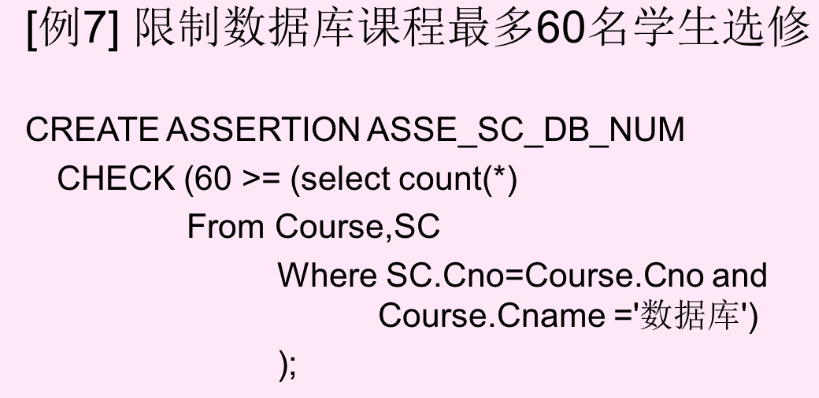 [例7] 限制数据库课程最多60名学生选修
CREATE ASSERTION ASSE_SC_DB_NUM
CHECK (60 >= (select count(*)
From Course,SC
Where SC.Cno=Course.Cno and
Course.Cname ='数据库')
);